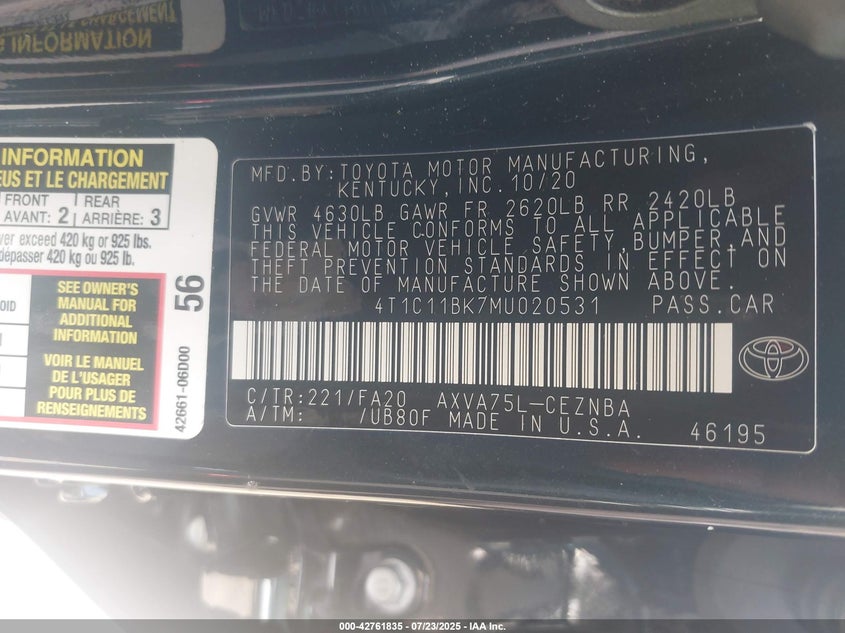 INFORMATION
EUS ET LE CHARGEMENT
FRONT
AVANT: 2
REAR
ARRIÈRE: 3
ver exceed 420 kg or 925 lbs.
dépasser 420 kg ou 925 lb.
OID
SEE OWNER'S
MANUAL FOR
ADDITIONAL
INFORMATION
VOIR LE MANUEL
DE L'USAGER
POUR PLUS DE
RENSEIGNEMENTS
42661-06D00 56
MFD. BY: TOYOTA MOTOR MANUFACTURING,
KENTUCKY, INC. 10/20
GVWR 4630LB GAWR FR 2620LB RR 2420LB
THIS VEHICLE CONFORMS TO ALL APPLICABLE
FEDERAL MOTOR VEHICLE SAFETY, BUMPER, AND
THEFT PREVENTION STANDARDS IN EFFECT ON
THE DATE OF MANUFACTURE SHOWN ABOVE.
4T1C11BK7MU020531 PASS. CAR
C/TR: 221/FA20 AXVA75L-CEZNBA
A/TM: /UB80F MADE IN U.S.A. 46195
000-42761835 - 07/23/2025 - IAA Inc.